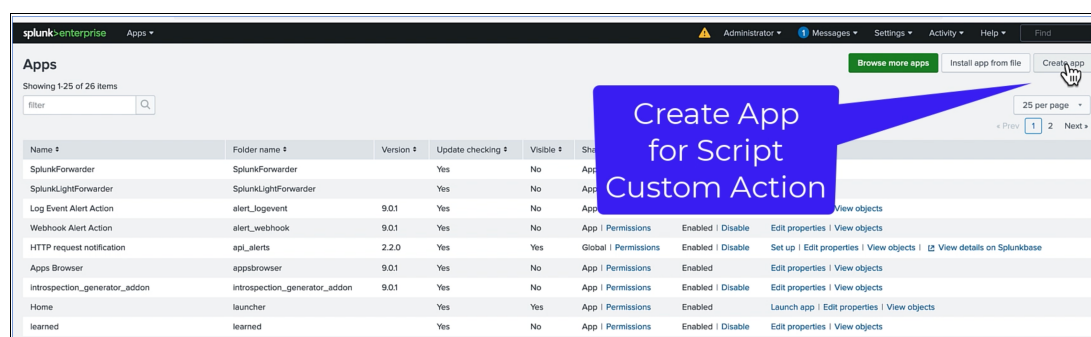 splunk>enterprise Apps ▾ Administrator ▾ 1 Messages ▾ Settings ▾ Activity ▾ Help ▾ Find
Apps
Browse more apps Install app from file Create app
Showing 1-25 of 26 items
filter
25 per page
« Prev 1 2 Next »
Create App
for Script
Custom Action
Name Folder name Version Update checking Visible
SplunkForwarder SplunkForwarder Yes No App
SplunkLightForwarder SplunkLightForwarder Yes No App
Log Event Alert Action alert_logevent 9.0.1 Yes No App View objects
Webhook Alert Action alert_webhook 9.0.1 Yes No App | Permissions Enabled | Disable Edit properties | View objects
HTTP request notification api_alerts 2.2.0 Yes Yes Global | Permissions Enabled | Disable Set up | Edit properties | View objects | View details on Splunkbase
Apps Browser appsbrowser 9.0.1 Yes No App | Permissions Enabled Edit properties | View objects
introspection_generator_addon introspection_generator_addon 9.0.1 Yes No App | Permissions Enabled | Disable Edit properties | View objects
Home launcher Yes Yes App | Permissions Enabled Launch app | Edit properties | View objects
learned learned Yes No App | Permissions Enabled | Disable Edit properties | View objects